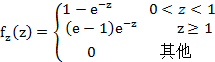 f_z(z) = { 1 − e^{−z}    0 < z < 1
(e − 1)e^{−z}    z ≥ 1
0    其他